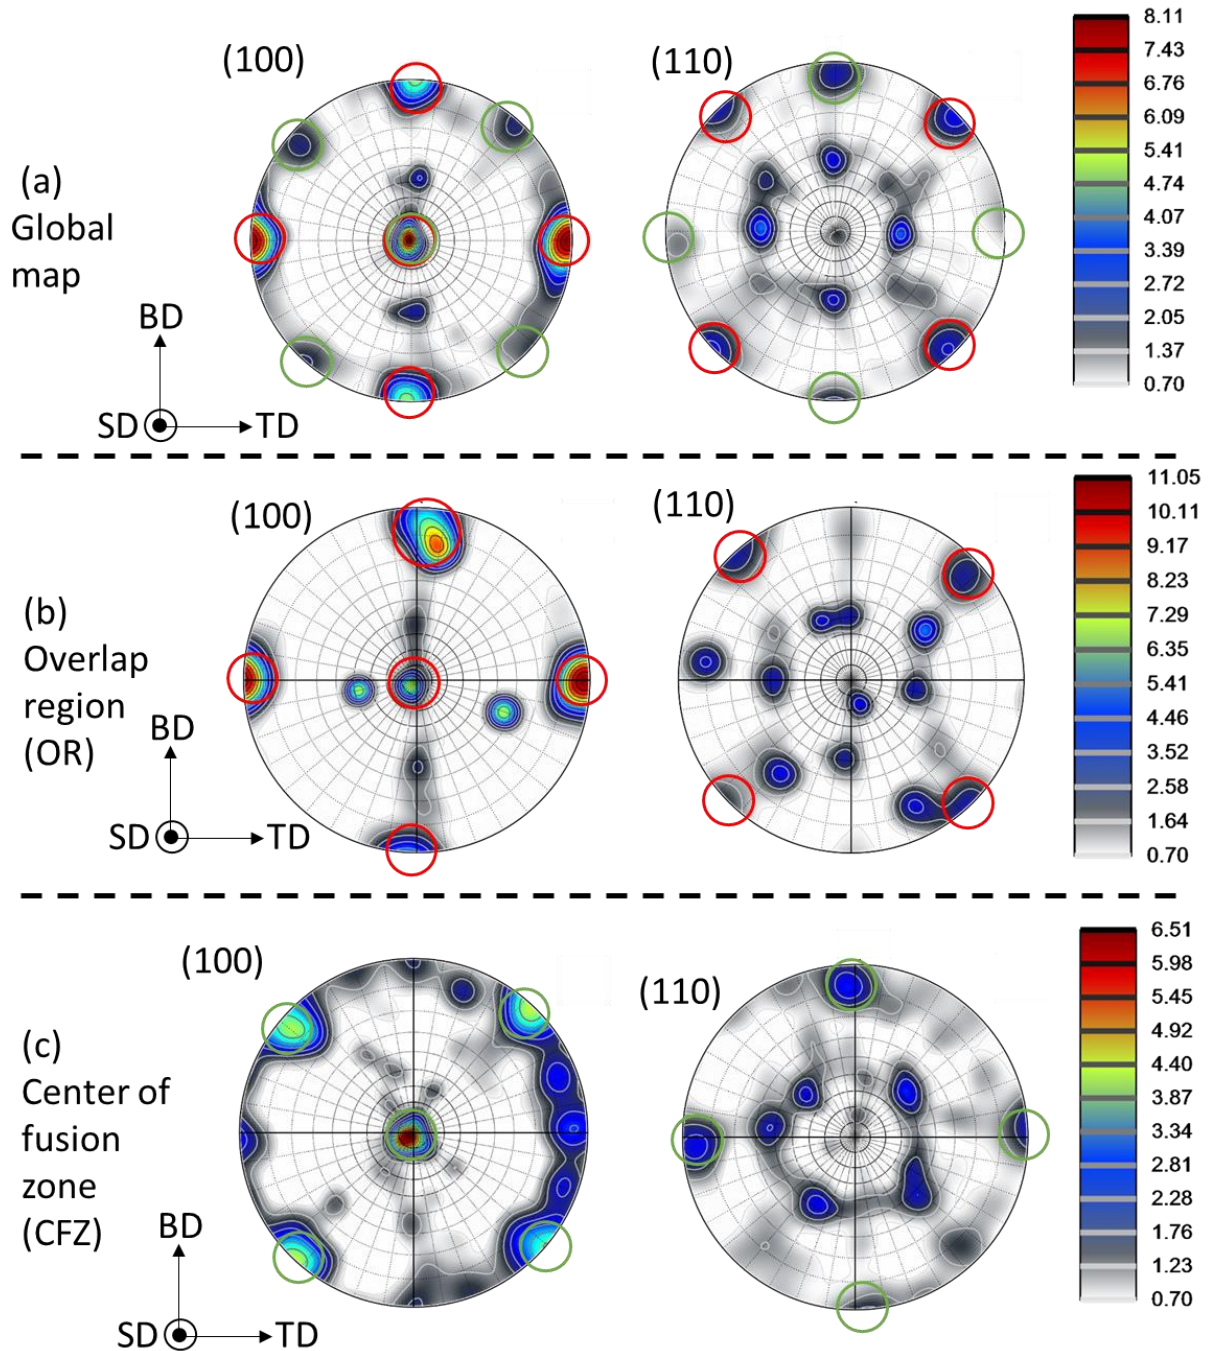 (100)
(110)
8.11
7.43
6.76
6.09
5.41
4.74
4.07
3.39
2.72
2.05
1.37
0.70
(a)
Global
map
BD
SD
TD
(100)
(110)
11.05
10.11
9.17
8.23
7.29
6.35
5.41
4.46
3.52
2.58
1.64
0.70
(b)
Overlap
region
(OR)
BD
SD
TD
(100)
(110)
6.51
5.98
5.45
4.92
4.40
3.87
3.34
2.81
2.28
1.76
1.23
0.70
(c)
Center of
fusion
zone
(CFZ)
BD
SD
TD